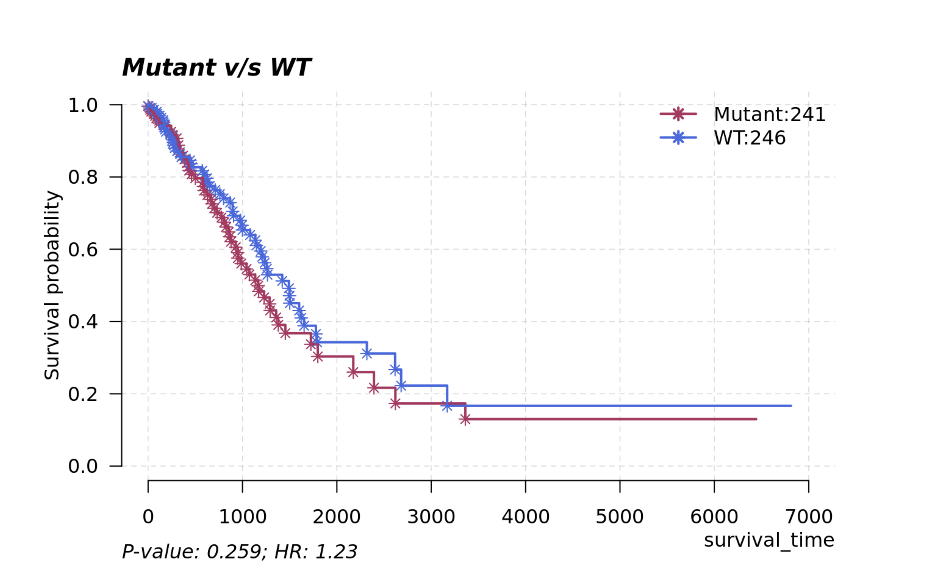 Mutant v/s WT
Mutant:241
WT:246
Survival probability
1.0
0.8
0.6
0.4
0.2
0.0
0 1000 2000 3000 4000 5000 6000 7000
survival_time
P-value: 0.259; HR: 1.23